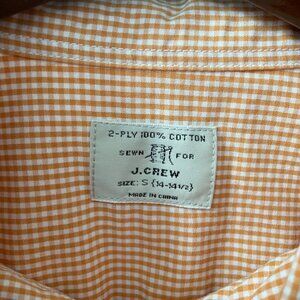 2-PLY 100% COTTON
SEWN FOR
J.CREW
SIZE: S {14-14 1/2}
MADE IN CHINA